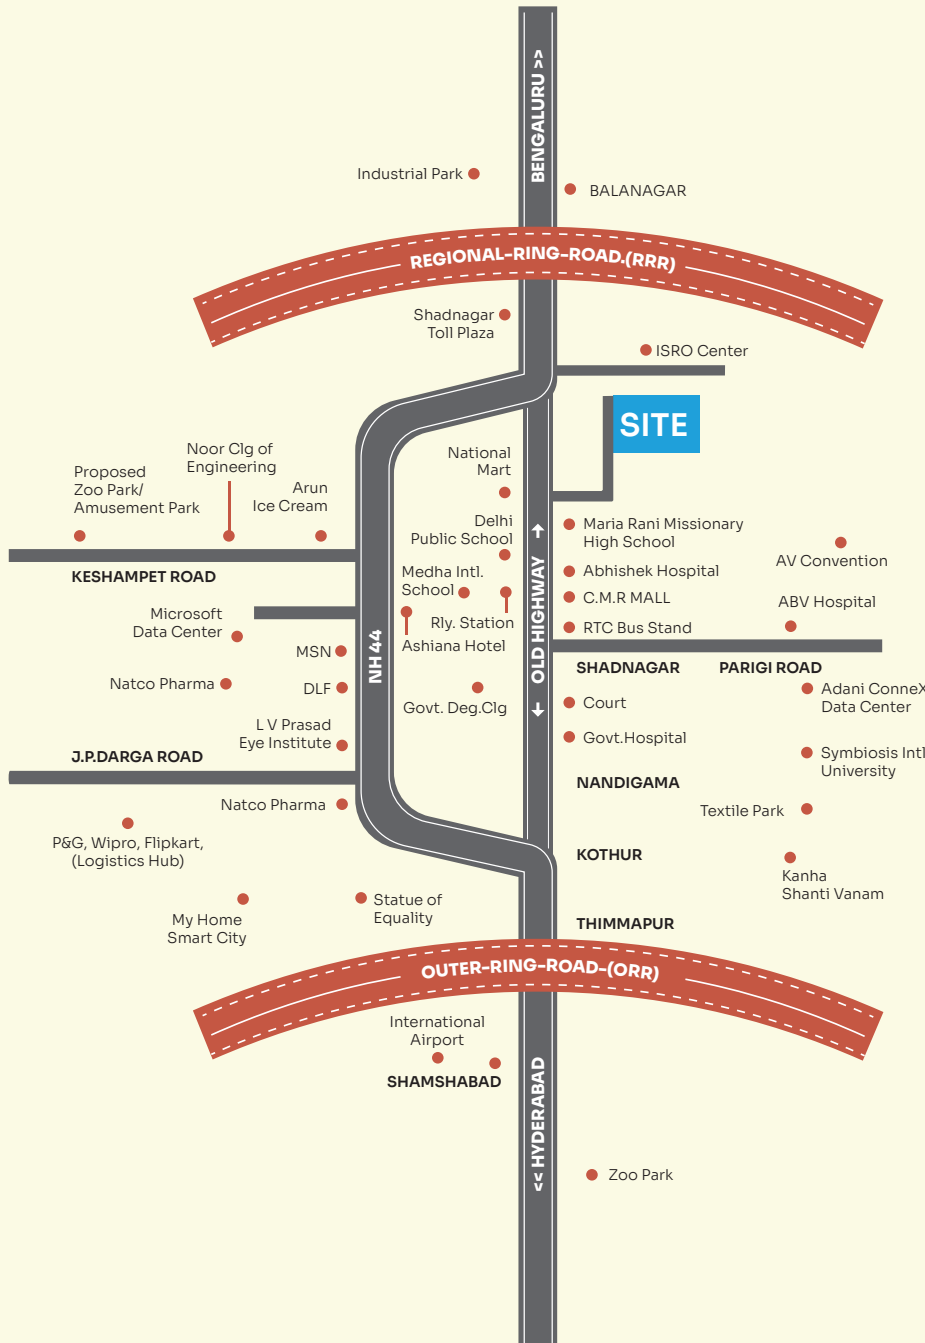 BENGALURU >>
Industrial Park
BALANAGAR
REGIONAL-RING-ROAD.(RRR)
Shadnagar
Toll Plaza
ISRO Center
SITE
National
Mart
Noor Clg of
Engineering
Proposed
Zoo Park/
Amusement Park
Arun
Ice Cream
KESHAMPET ROAD
Delhi
Public School
Medha Intl.
School
Rly. Station
Ashiana Hotel
Govt. Deg.Clg
Maria Rani Missionary
High School
Abhishek Hospital
C.M.R MALL
RTC Bus Stand
AV Convention
ABV Hospital
SHADNAGAR
PARIGI ROAD
OLD HIGHWAY
NH 44
Microsoft
Data Center
MSN
Natco Pharma
DLF
L V Prasad
Eye Institute
J.P.DARGA ROAD
Natco Pharma
P&G, Wipro, Flipkart,
(Logistics Hub)
My Home
Smart City
Statue of
Equality
Court
Govt.Hospital
Adani ConneX
Data Center
Symbiosis Intl
University
NANDIGAMA
Textile Park
KOTHUR
Kanha
Shanti Vanam
THIMMAPUR
OUTER-RING-ROAD-(ORR)
International
Airport
SHAMSHABAD
<< HYDERABAD
Zoo Park